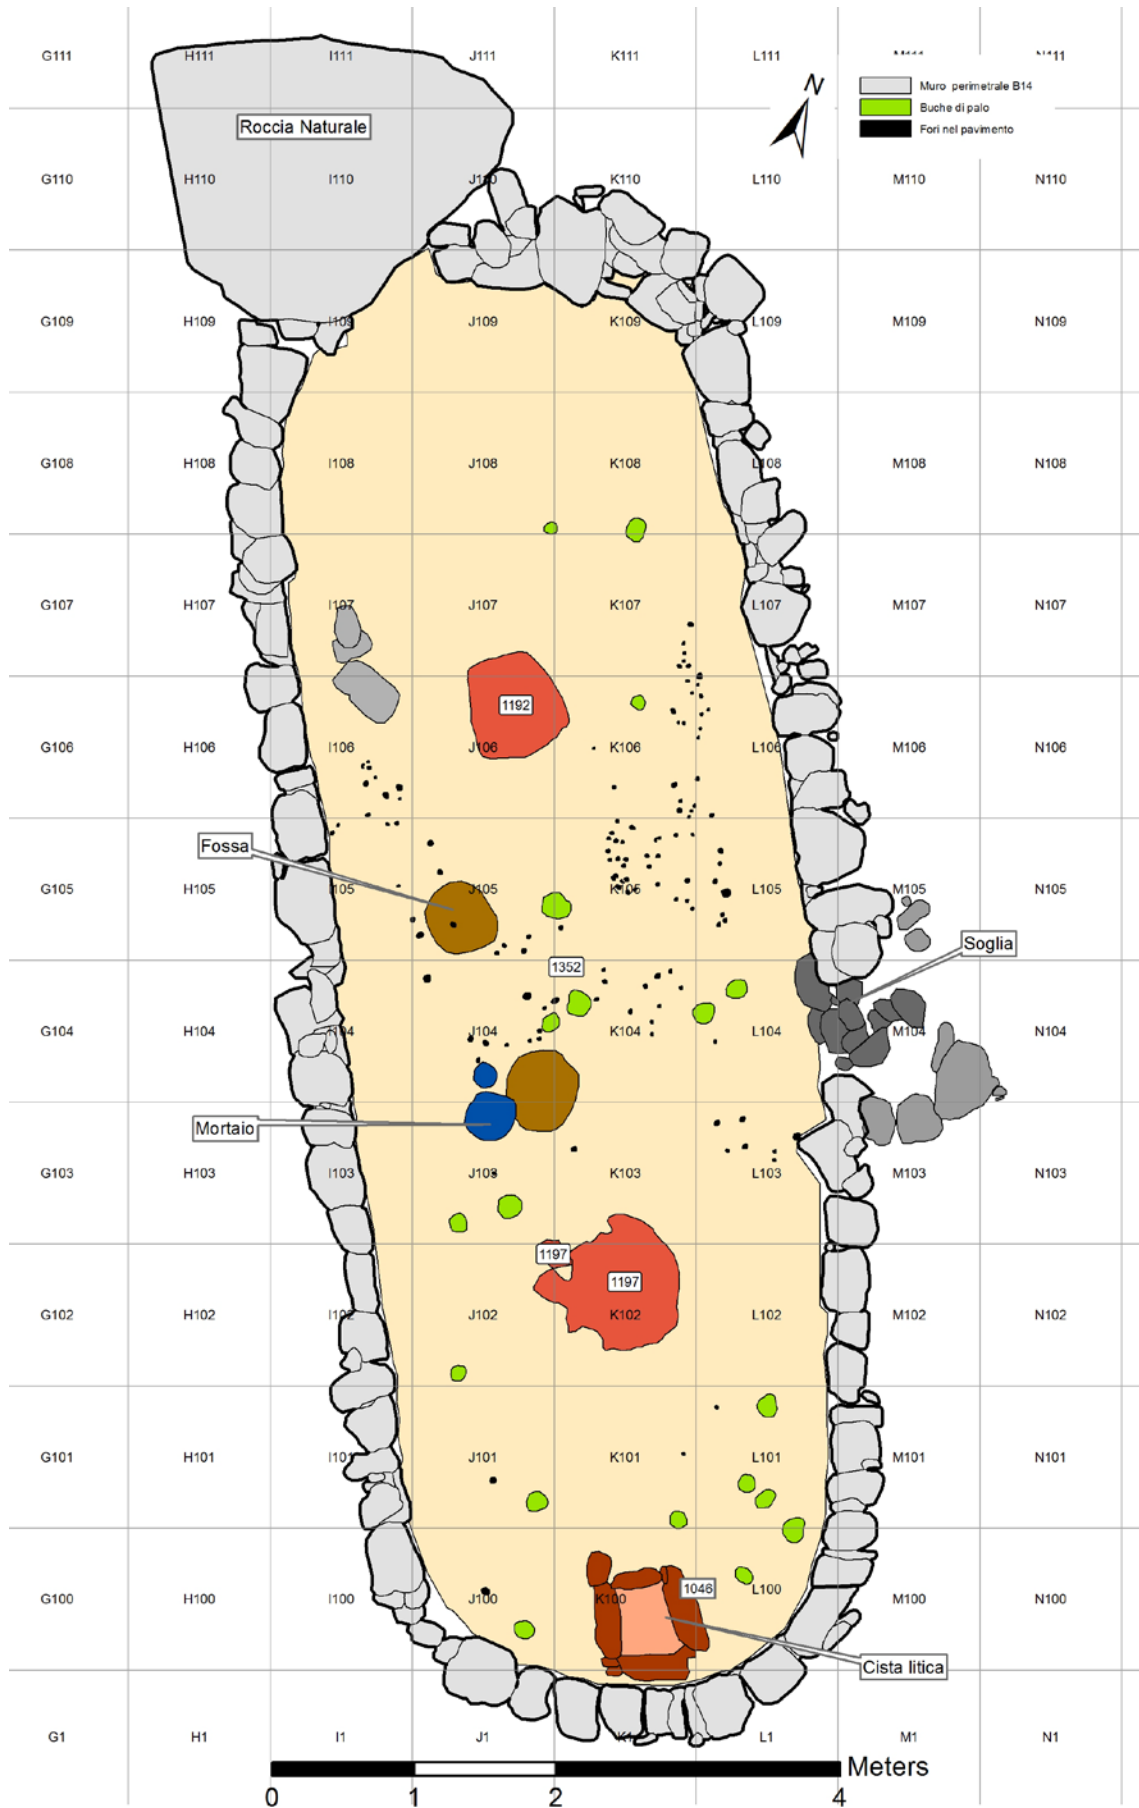 G111 H111 I111 J111 K111 L111 M111 N111
N
Muro perimetrale B14
Buche di palo
Fori nel pavimento
Roccia Naturale
G110 H110 I110 J110 K110 L110 M110 N110
G109 H109 I109 J109 K109 L109 M109 N109
G108 H108 I108 J108 K108 L108 M108 N108
G107 H107 I107 J107 K107 L107 M107 N107
1192
G106 H106 I106 J106 K106 L106 M106 N106
Fossa
G105 H105 I105 J105 K105 L105 M105 N105
Soglia
1352
G104 H104 I104 J104 K104 L104 M104 N104
Mortaio
G103 H103 I103 J103 K103 L103 M103 N103
1197
1197
G102 H102 I102 J102 K102 L102 M102 N102
G101 H101 I101 J101 K101 L101 M101 N101
1046
G100 H100 I100 J100 K100 L100 M100 N100
Cista litica
G1 H1 I1 J1 K1 L1 M1 N1
Meters
0 1 2 4